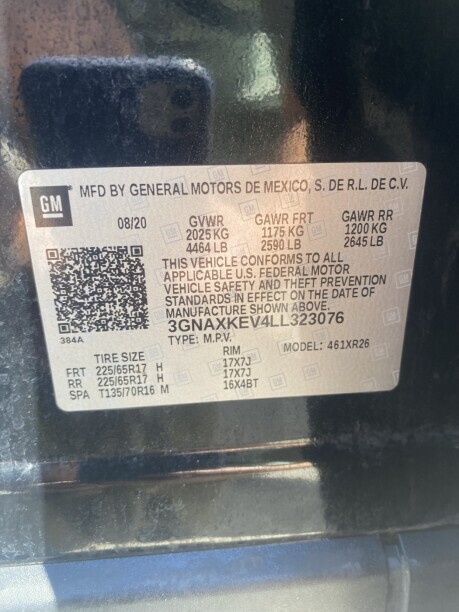 GM MFD BY GENERAL MOTORS DE MEXICO, S. DE R.L. DE C.V.
08/20 GVWR GAWR FRT GAWR RR
2025 KG 1175 KG 1200 KG
4464 LB 2590 LB 2645 LB
THIS VEHICLE CONFORMS TO ALL
APPLICABLE U.S. FEDERAL MOTOR
VEHICLE SAFETY AND THEFT PREVENTION
STANDARDS IN EFFECT ON THE DATE OF
MANUFACTURE SHOWN ABOVE.
3GNAXKEV4LL323076
384A TYPE: M.P.V. MODEL: 461XR26
TIRE SIZE RIM
FRT 225/65R17 H 17X7J
RR 225/65R17 H 17X7J
SPA T135/70R16 M 16X4BT